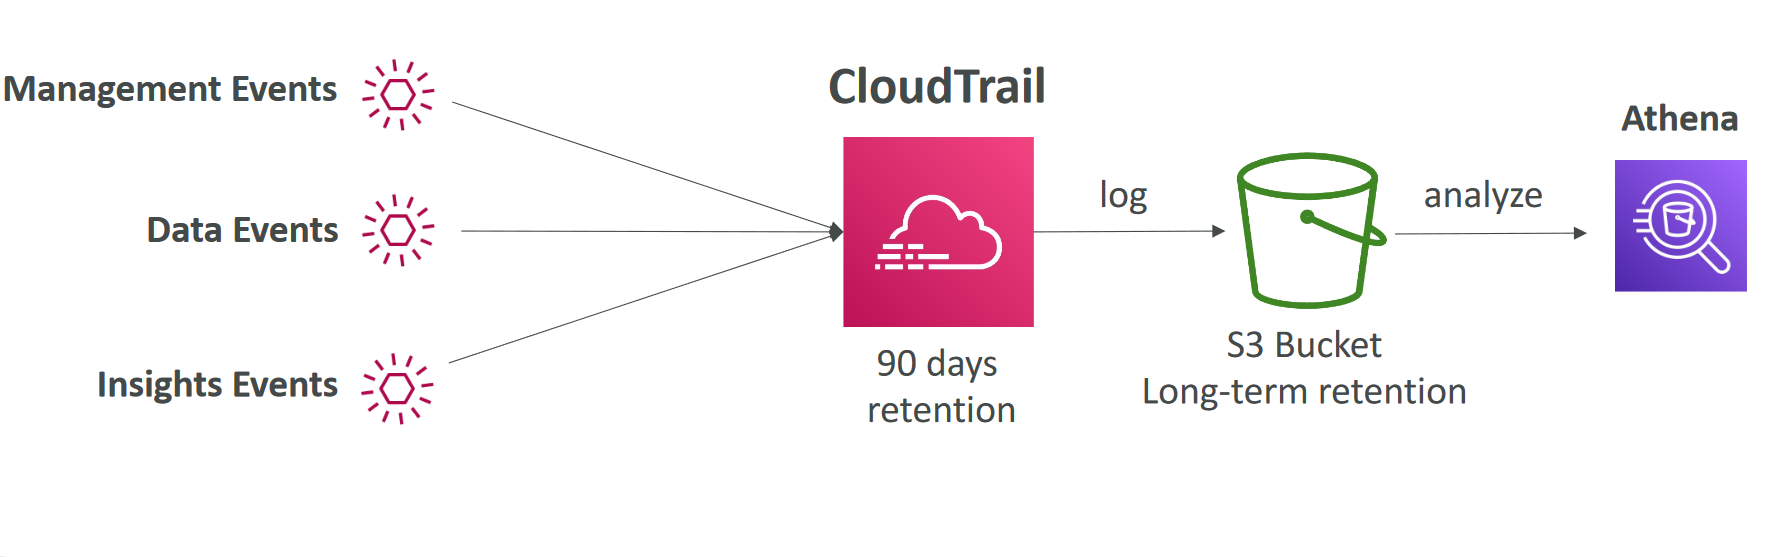 Management Events
Data Events
Insights Events
CloudTrail
90 days
retention
log
S3 Bucket
Long-term retention
analyze
Athena